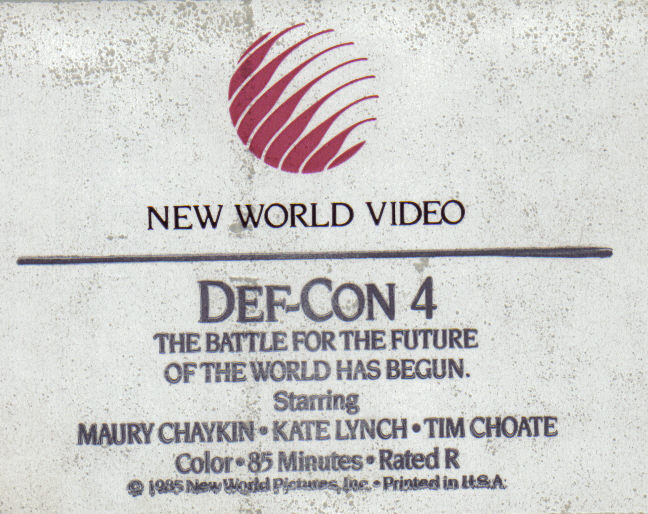 NEW WORLD VIDEO
DEF-CON 4
THE BATTLE FOR THE FUTURE
OF THE WORLD HAS BEGUN.
Starring
MAURY CHAYKIN • KATE LYNCH • TIM CHOATE
Color • 85 Minutes • Rated R
© 1985 New World Pictures, Inc. • Printed in U.S.A.